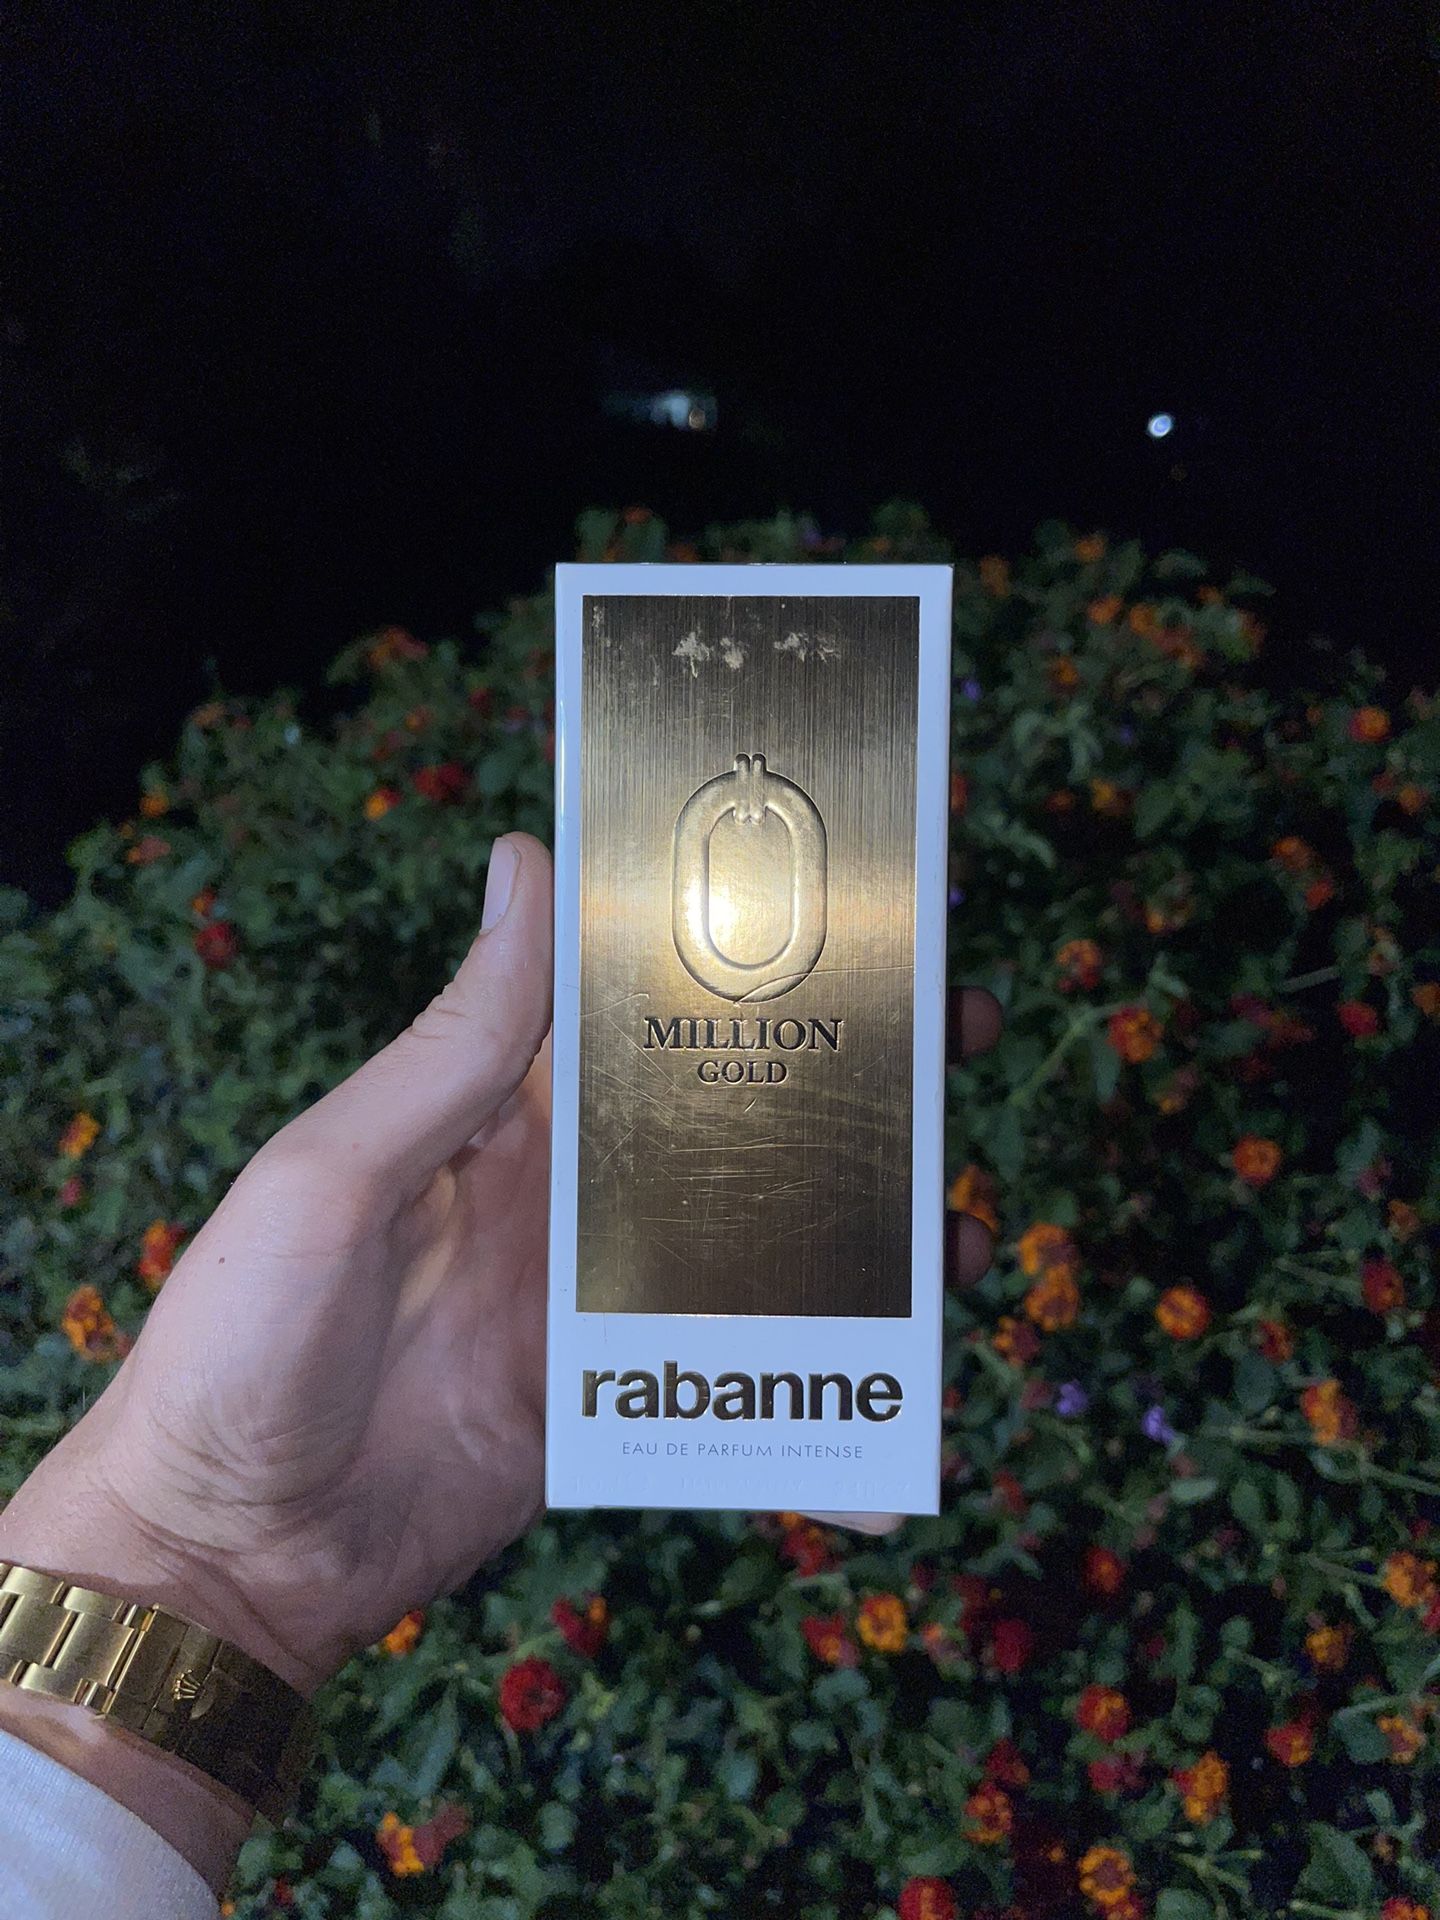 MILLION
GOLD
rabanne
EAU DE PARFUM INTENSE